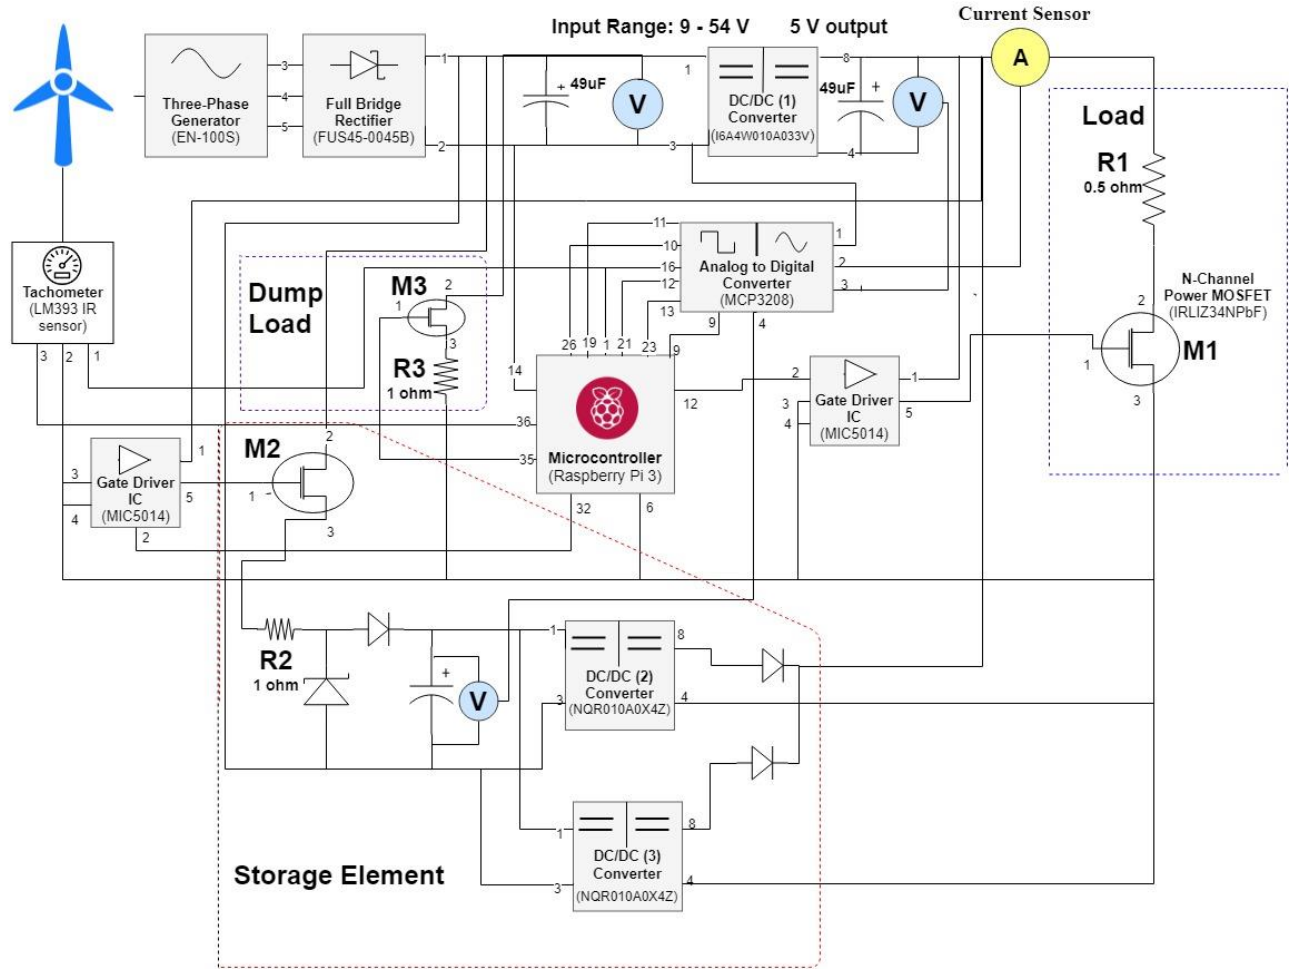 Current Sensor
Input Range: 9 - 54 V
5 V output
A
Three-Phase
Generator
(EN-100S)
3
4
5
Full Bridge
Rectifier
(FUS45-0045B)
1
2
+
49uF
V
1
3
DC/DC (1)
Converter
(I6A4W010A033V)
8
4
49uF
+
V
Load
R1
0.5 ohm
N-Channel
Power MOSFET
(IRLIZ34NPbF)
2
1
M1
3
Tachometer
(LM393 IR
sensor)
3
2
1
Dump
Load
M3
2
1
3
R3
1 ohm
11
10
16
12
13
9
4
1
2
3
Analog to Digital
Converter
(MCP3208)
26
19
1
21
23
9
14
36
35
12
32
6
Microcontroller
(Raspberry Pi 3)
2
3
4
1
5
Gate Driver
IC
(MIC5014)
3
4
1
5
2
Gate Driver
IC
(MIC5014)
M2
2
1
3
R2
1 ohm
+
V
1
3
8
4
DC/DC (2)
Converter
(NQR010A0X4Z)
1
3
8
4
DC/DC (3)
Converter
(NQR010A0X4Z)
Storage Element